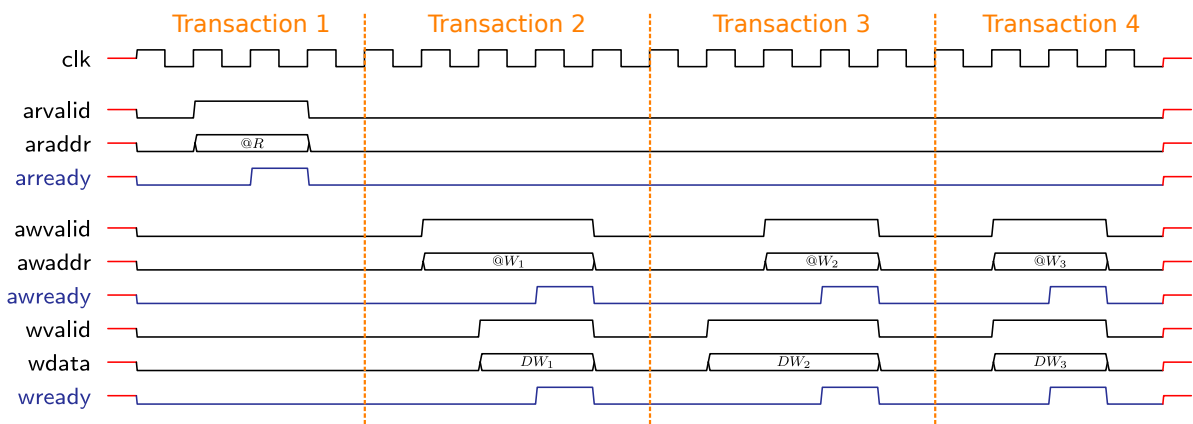 Transaction 1 Transaction 2 Transaction 3 Transaction 4
clk
arvalid
araddr @R
arready
awvalid
awaddr @W₁ @W₂ @W₃
awready
wvalid
wdata DW₁ DW₂ DW₃
wready